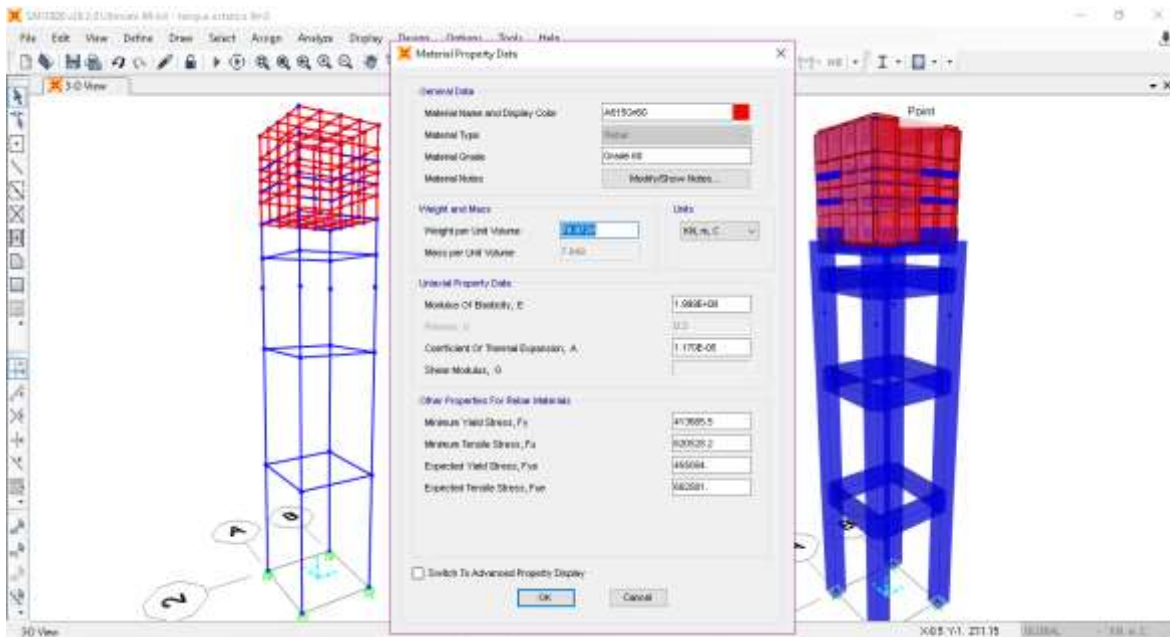 File Edit View Define Draw Select Assign Analyze Display Design Options Tools Help
3-D View
Material Property Data
General Data
Material Name and Display Color A615Gr60
Material Type Rebar
Material Grade Grade 60
Material Notes Modify/Show Notes...
Weight and Mass
Units
Weight per Unit Volume
KN, m, C
Mass per Unit Volume 7.849
Uniaxial Property Data
Modulus Of Elasticity, E 1.999E+08
Poisson, U 0.3
Coefficient Of Thermal Expansion, A 1.170E-05
Shear Modulus, G
Other Properties For Rebar Materials
Minimum Yield Stress, Fy 413685.5
Minimum Tensile Stress, Fu 620528.2
Expected Yield Stress, Fye 455054.
Expected Tensile Stress, Fue 682581.
Switch To Advanced Property Display
OK Cancel
Point
A
2
3-D View
GLOBAL
KN, m, C